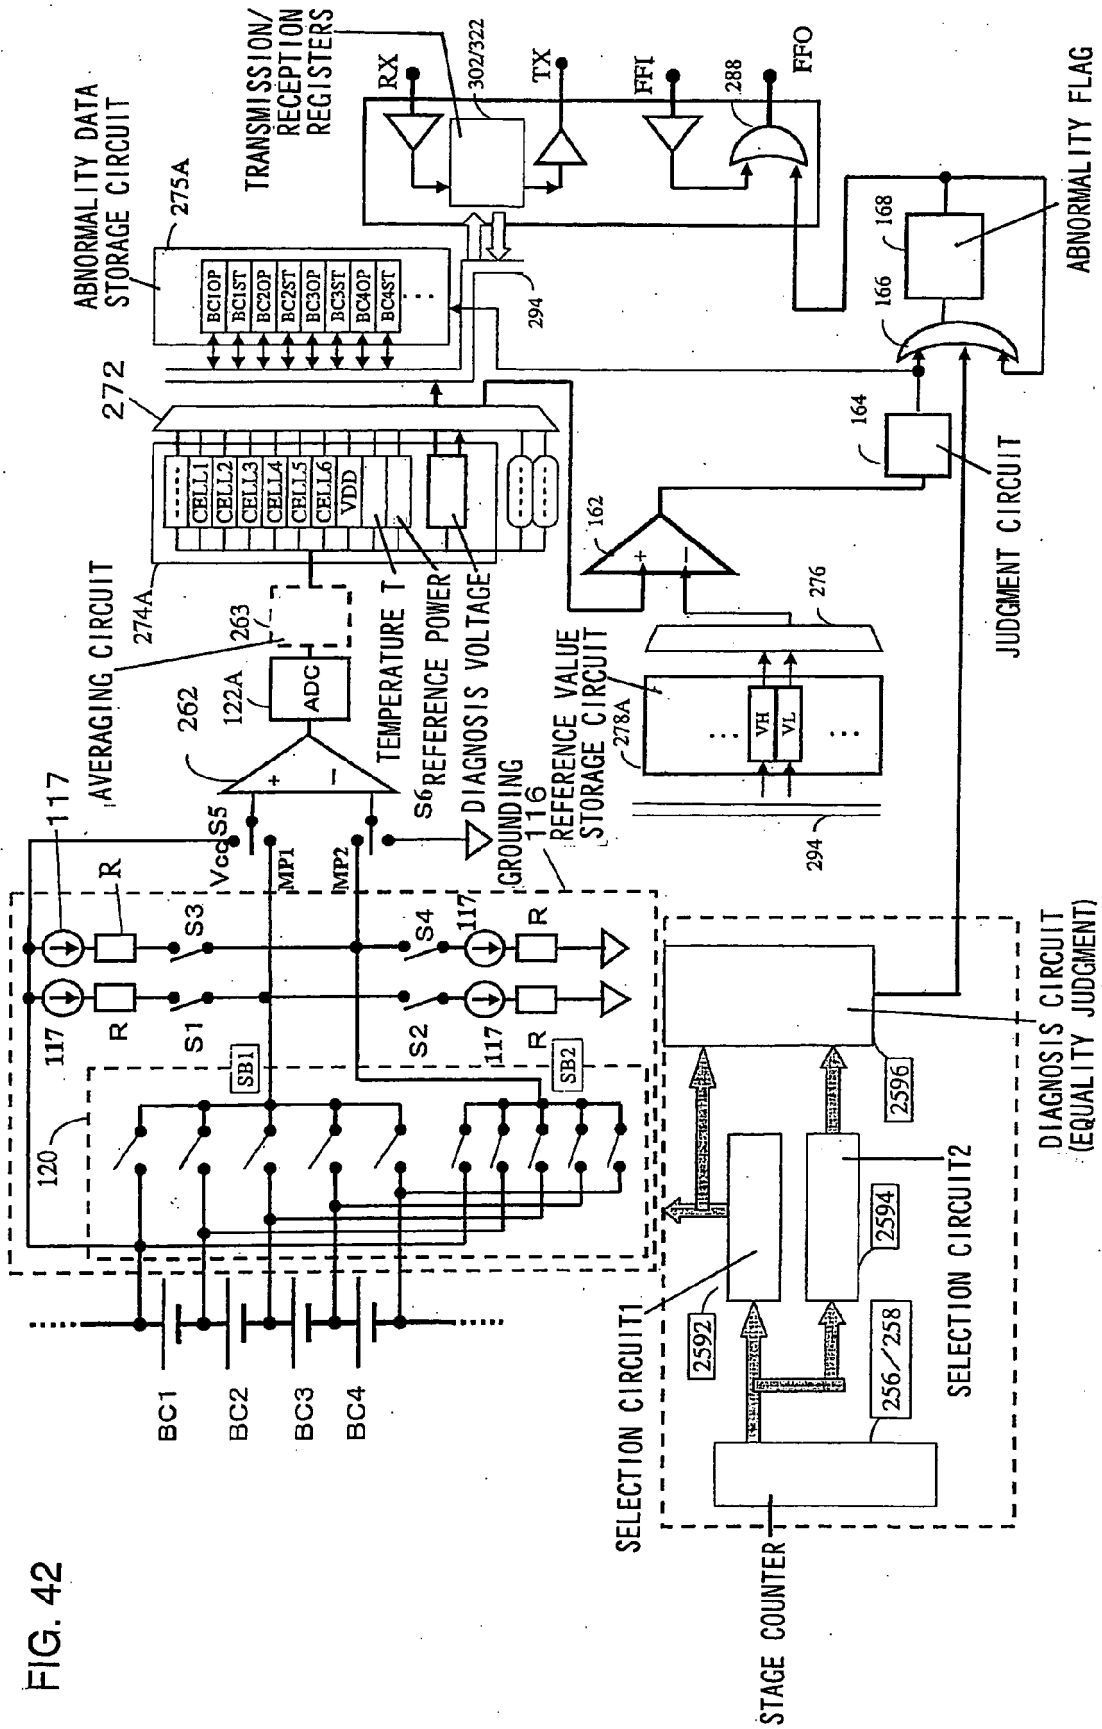 FIG. 42
BC1
BC2
BC3
BC4
120
SB1
SB2
117
R
117
R
S1
S3
S2
S4
117
R
117
R
116
Vcc
S5
MP1
MP2
S6
GROUNDING
262
+
−
122A
ADC
AVERAGING CIRCUIT
263
274A
CELL1
CELL2
CELL3
CELL4
CELL5
CELL6
VDD
TEMPERATURE T
REFERENCE POWER
DIAGNOSIS VOLTAGE
272
ABNORMALITY DATA
STORAGE CIRCUIT
275A
BC1OP
BC1ST
BC2OP
BC2ST
BC3OP
BC3ST
BC4OP
BC4ST
294
TRANSMISSION/
RECEPTION
REGISTERS
302/322
RX
TX
FFI
288
FFO
REFERENCE VALUE
STORAGE CIRCUIT
278A
VH
VL
294
276
162
+
−
164
JUDGMENT CIRCUIT
166
168
ABNORMALITY FLAG
STAGE COUNTER
256/258
SELECTION CIRCUIT1
2592
2594
SELECTION CIRCUIT2
2596
DIAGNOSIS CIRCUIT
(EQUALITY JUDGMENT)